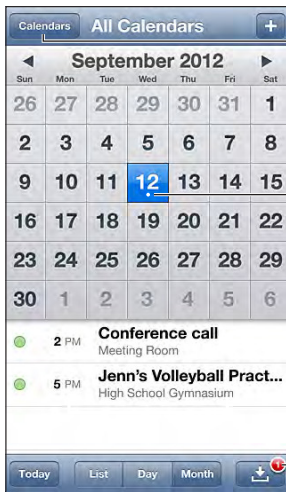 Calendars All Calendars +
September 2012
Sun Mon Tue Wed Thu Fri Sat
26 27 28 29 30 31 1
2 3 4 5 6 7 8
9 10 11 12 13 14 15
16 17 18 19 20 21 22
23 24 25 26 27 28 29
30 1 2 3 4 5 6
2 PM Conference call
Meeting Room
5 PM Jenn's Volleyball Pract...
High School Gymnasium
Today List Day Month 1